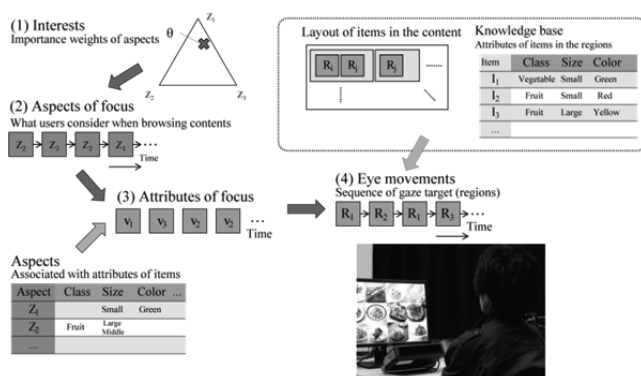 (1) Interests
Importance weights of aspects
θ
Z1
Z2
Z3
(2) Aspects of focus
What users consider when browsing contents
Z2 Z3 Z2 Z1 ...
Time
(3) Attributes of focus
v1 v3 v2 v2 ...
Time
Aspects
Associated with attributes of items
Aspect Class Size Color ...
Z1 Small Green
Z2 Fruit Large
Middle
...
Layout of items in the content
Ri Rj Rj ......
Knowledge base
Attributes of items in the regions
Item Class Size Color
I1 Vegetable Small Green
I2 Fruit Small Red
I3 Fruit Large Yellow
...
(4) Eye movements
Sequence of gaze target (regions)
R1 R2 R1 R3 ...
Time